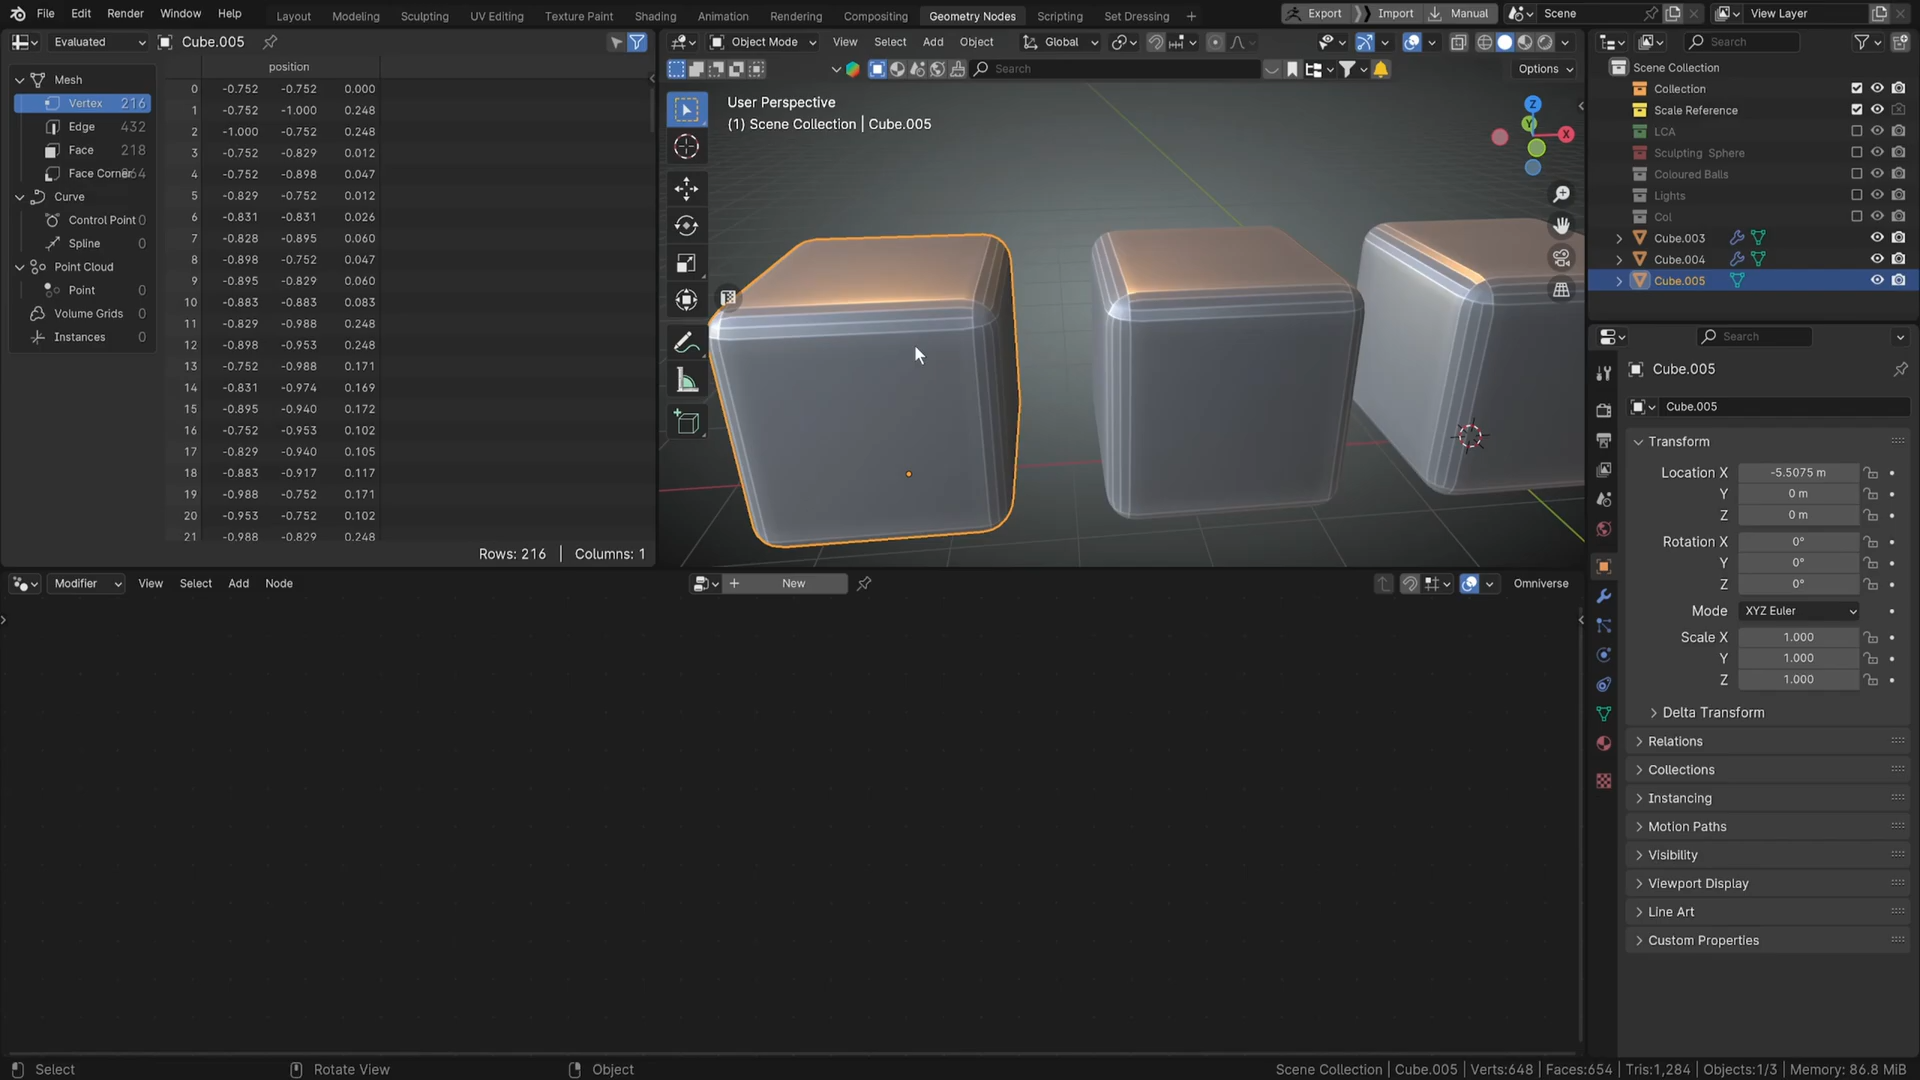 File Edit Render Window Help Layout Modeling Sculpting UV Editing Texture Paint Shading Animation Rendering Compositing Geometry Nodes Scripting Set Dressing + Export Import Manual Scene View Layer
Evaluated Cube.005
Object Mode View Select Add Object Global
Search
Search Options
position
Mesh
Vertex 216
Edge 432
Face 218
Face Corner
Curve
Control Point 0
Spline 0
Point Cloud
Point 0
Volume Grids 0
Instances 0
0 -0.752 -0.752 0.000
1 -0.752 -1.000 0.248
2 -1.000 -0.752 0.248
3 -0.752 -0.829 0.012
4 -0.752 -0.898 0.047
5 -0.829 -0.752 0.012
6 -0.831 -0.831 0.026
7 -0.828 -0.895 0.060
8 -0.898 -0.752 0.047
9 -0.895 -0.829 0.060
10 -0.883 -0.883 0.083
11 -0.829 -0.988 0.248
12 -0.898 -0.953 0.248
13 -0.752 -0.988 0.171
14 -0.831 -0.974 0.169
15 -0.895 -0.940 0.172
16 -0.752 -0.953 0.102
17 -0.829 -0.940 0.105
18 -0.883 -0.917 0.117
19 -0.988 -0.752 0.171
20 -0.953 -0.752 0.102
21 -0.988 -0.829 0.248
Rows: 216 | Columns: 1
User Perspective
(1) Scene Collection | Cube.005
Z
Y
X
Scene Collection
Collection
Scale Reference
LCA
Sculpting Sphere
Coloured Balls
Lights
Col
Cube.003
Cube.004
Cube.005
Search
Cube.005
Cube.005
Transform
Location X -5.5075 m
Y 0 m
Z 0 m
Rotation X 0°
Y 0°
Z 0°
Mode XYZ Euler
Scale X 1.000
Y 1.000
Z 1.000
Delta Transform
Relations
Collections
Instancing
Motion Paths
Visibility
Viewport Display
Line Art
Custom Properties
Modifier View Select Add Node + New Omniverse
Select Rotate View Object Scene Collection | Cube.005 | Verts:648 | Faces:654 | Tris:1,284 | Objects:1/3 | Memory: 86.8 MiB